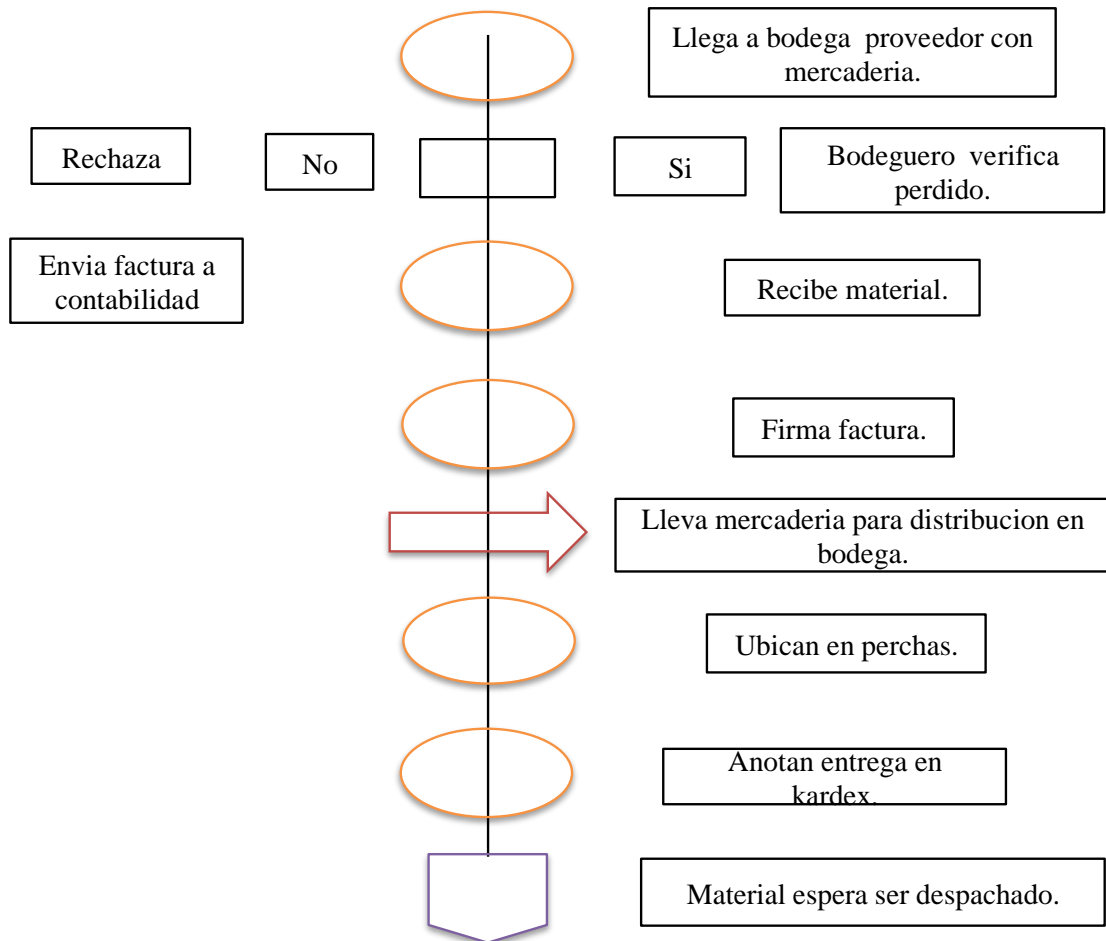 Llega a bodega proveedor con
mercaderia.
Rechaza
No
Si
Bodeguero verifica
perdido.
Envia factura a
contabilidad
Recibe material.
Firma factura.
Lleva mercaderia para distribucion en
bodega.
Ubican en perchas.
Anotan entrega en
kardex.
Material espera ser despachado.